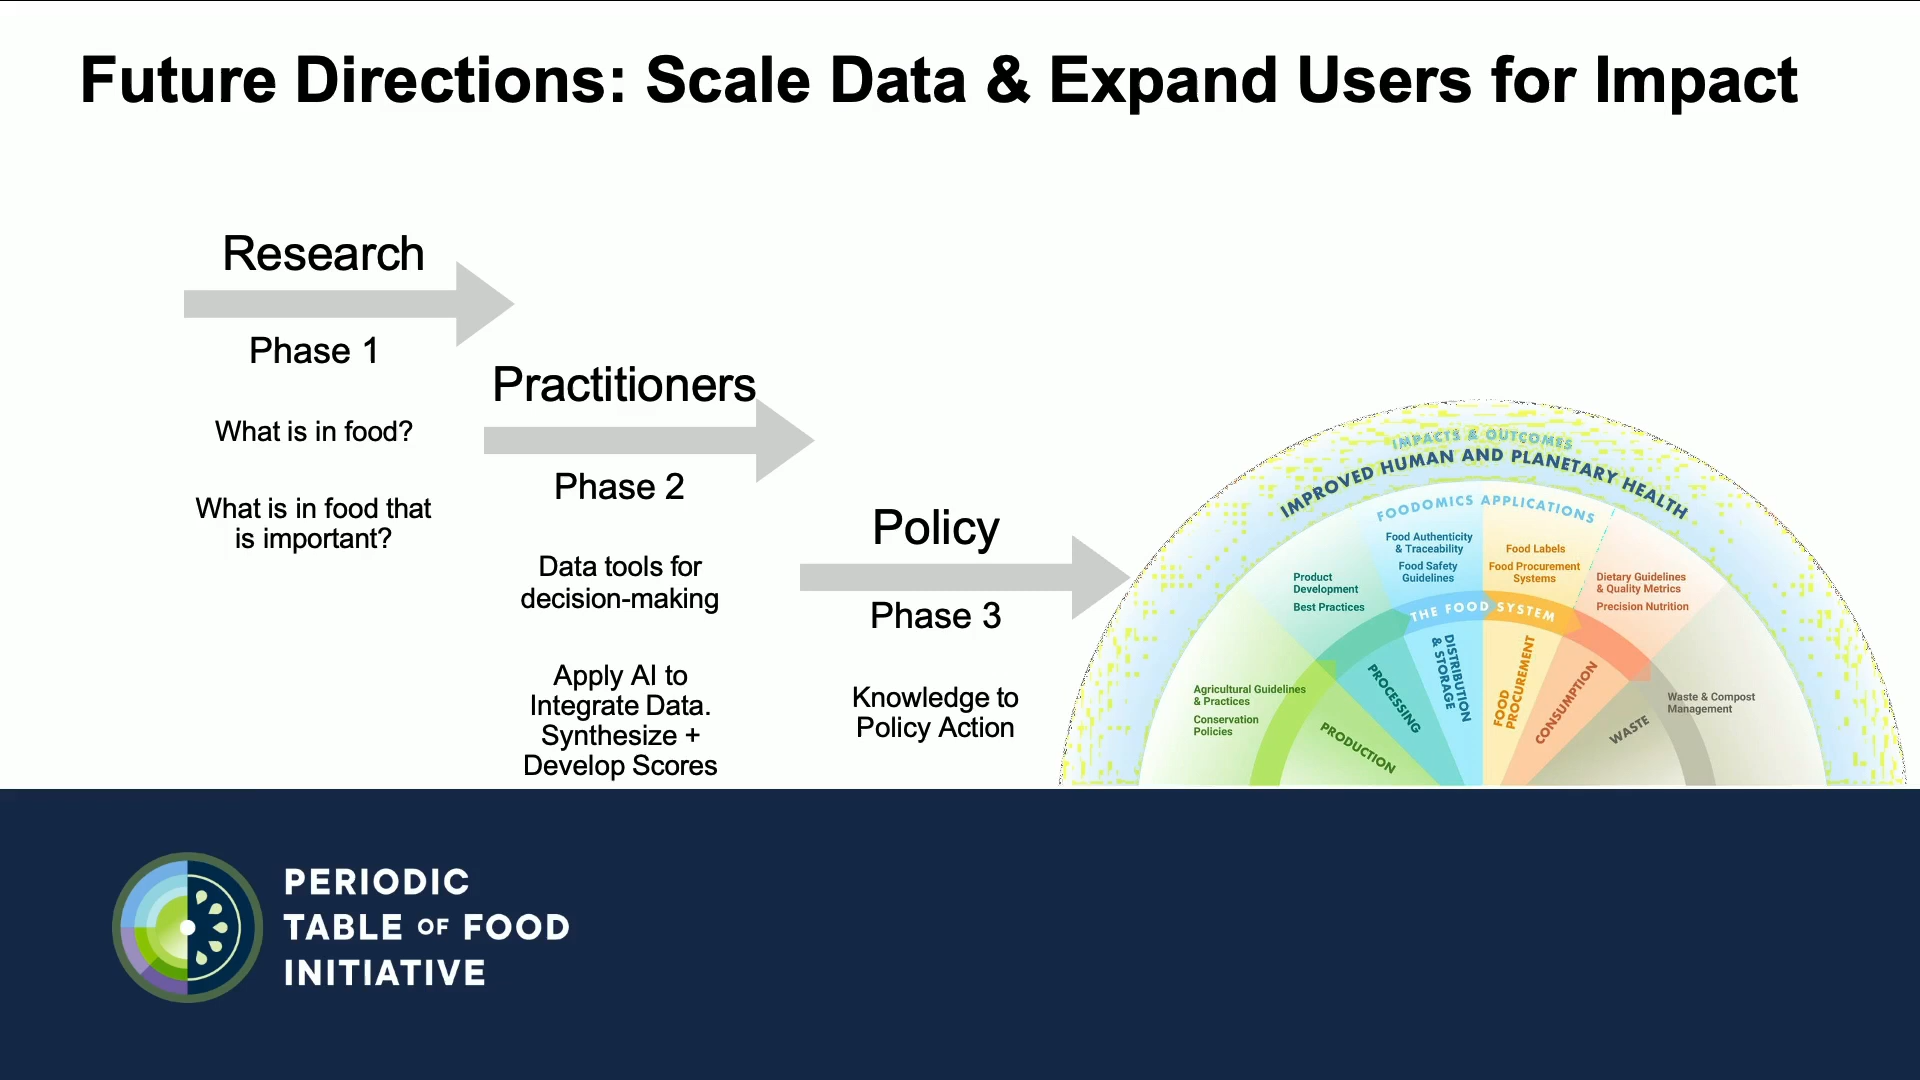 Future Directions: Scale Data & Expand Users for Impact
Research
Phase 1
What is in food?
What is in food that
is important?
Practitioners
Phase 2
Data tools for
decision-making
Apply AI to
Integrate Data.
Synthesize +
Develop Scores
Policy
Phase 3
Knowledge to
Policy Action
IMPACTS & OUTCOMES
IMPROVED HUMAN AND PLANETARY HEALTH
FOODOMICS APPLICATIONS
Agricultural Guidelines
& Practices
Conservation
Policies
Product
Development
Best Practices
Food Authenticity
& Traceability
Food Safety
Guidelines
Food Labels
Food Procurement
Systems
Dietary Guidelines
& Quality Metrics
Precision Nutrition
Waste & Compost
Management
THE FOOD SYSTEM
PRODUCTION
PROCESSING
DISTRIBUTION
& STORAGE
FOOD
PROCUREMENT
CONSUMPTION
WASTE
PERIODIC
TABLE OF FOOD
INITIATIVE